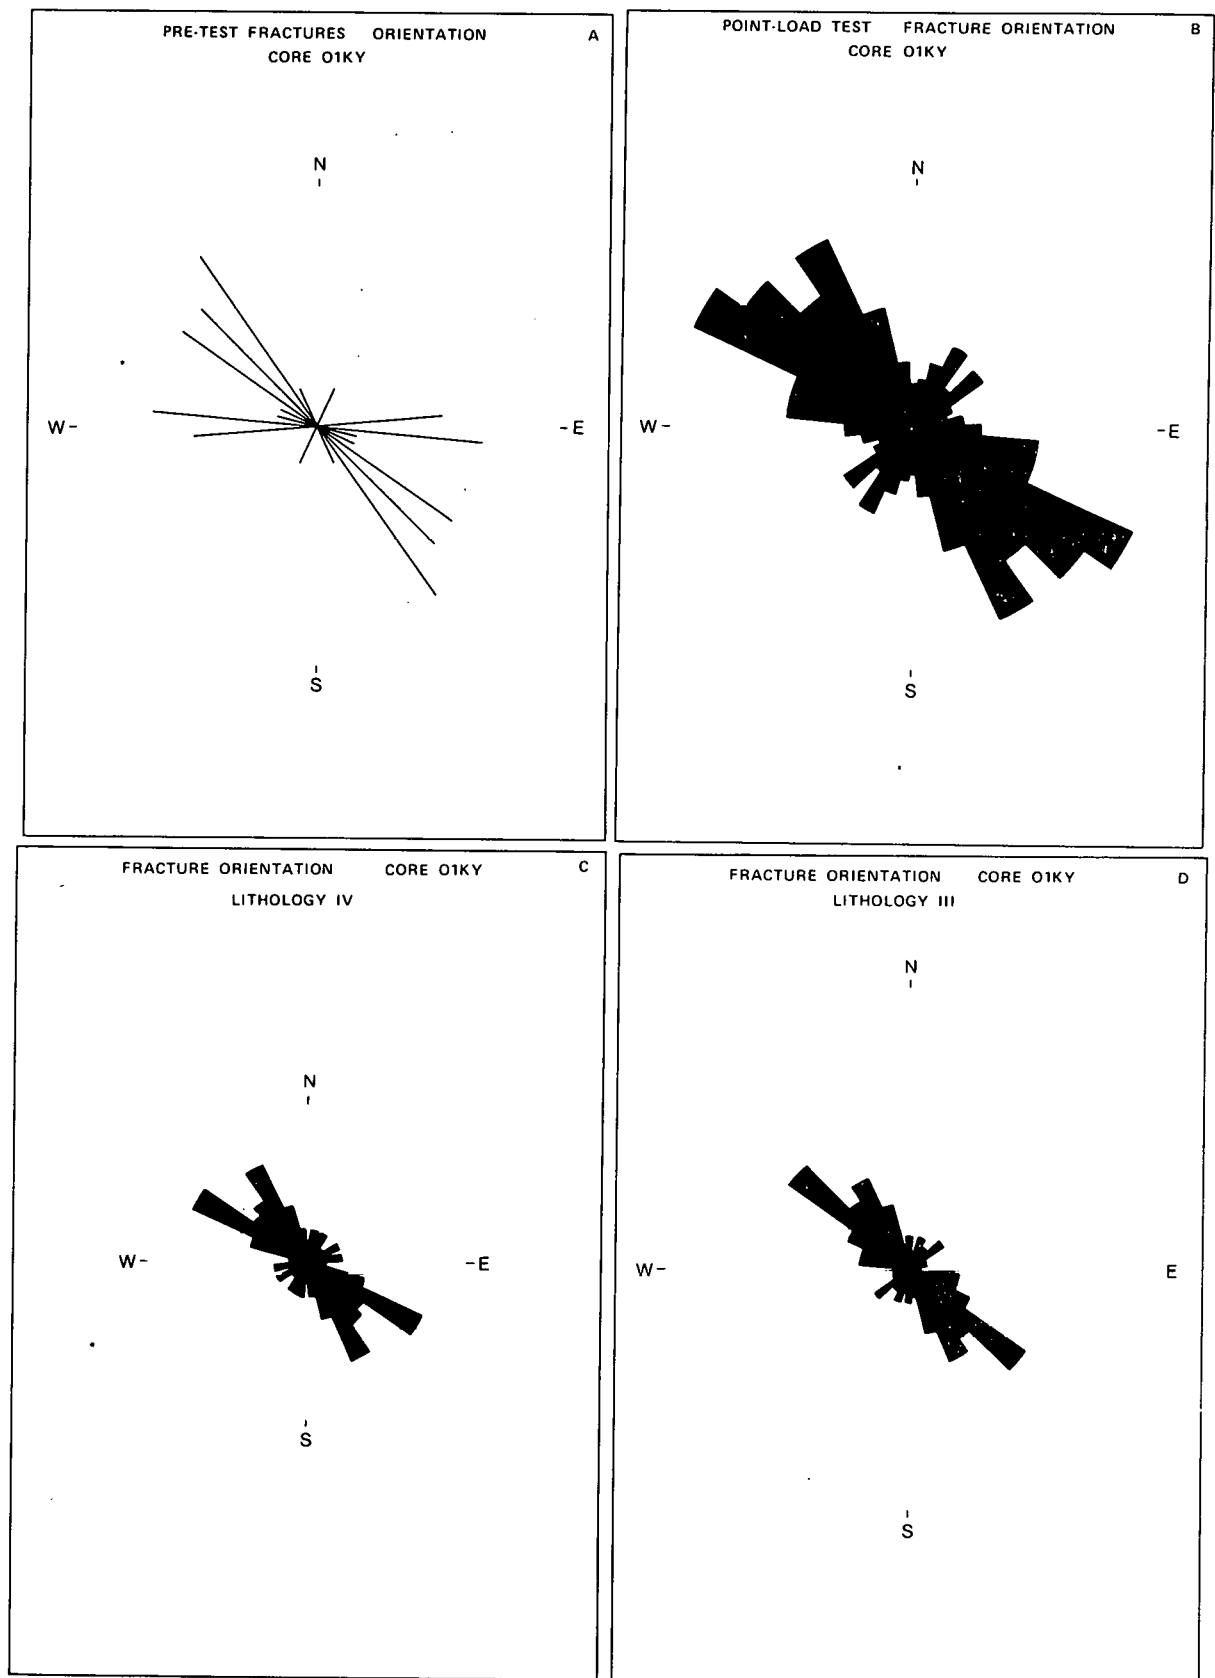 PRE-TEST FRACTURES ORIENTATION A
CORE O1KY
N
W- -E
S
POINT-LOAD TEST FRACTURE ORIENTATION B
CORE O1KY
N
W- -E
S
FRACTURE ORIENTATION CORE O1KY C
LITHOLOGY IV
N
W- -E
S
FRACTURE ORIENTATION CORE O1KY D
LITHOLOGY III
N
W- E
S